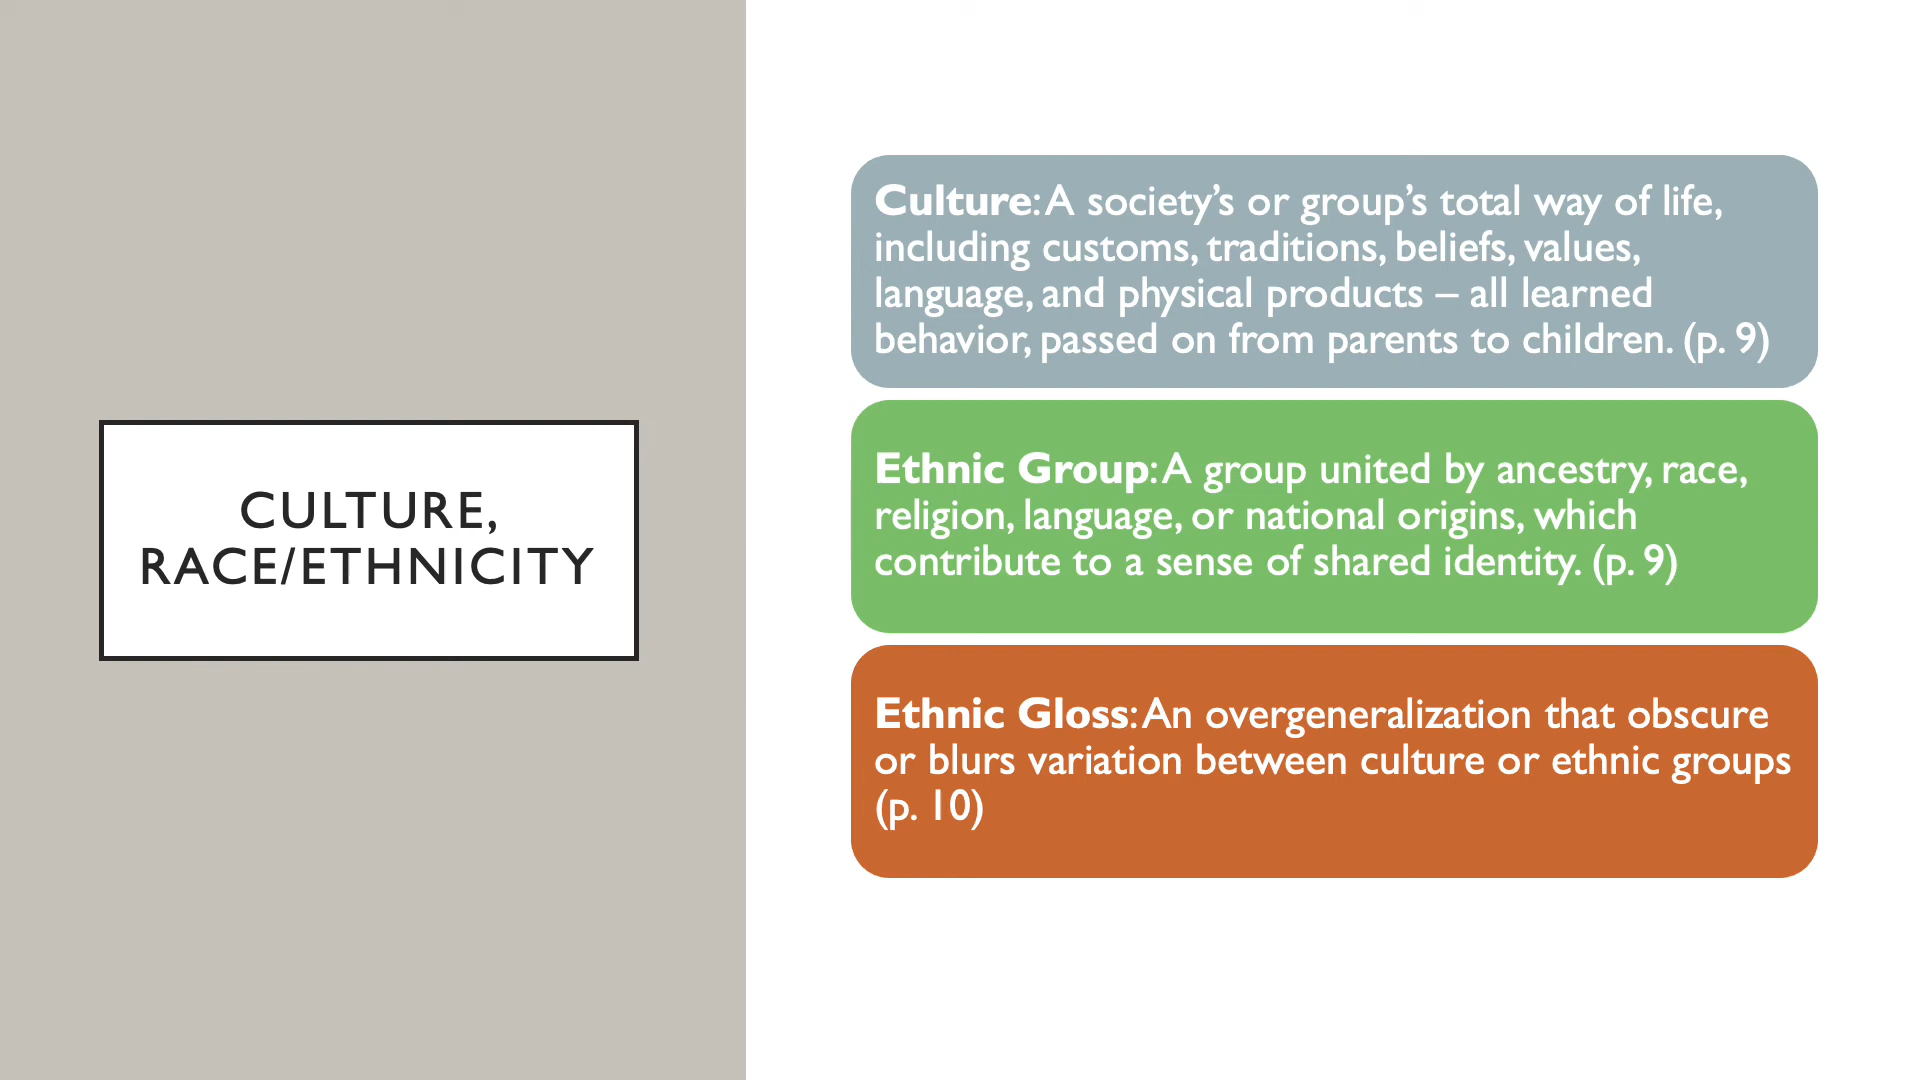 CULTURE,
RACE/ETHNICITY
Culture: A society’s or group’s total way of life,
including customs, traditions, beliefs, values,
language, and physical products – all learned
behavior, passed on from parents to children. (p. 9)
Ethnic Group: A group united by ancestry, race,
religion, language, or national origins, which
contribute to a sense of shared identity. (p. 9)
Ethnic Gloss: An overgeneralization that obscure
or blurs variation between culture or ethnic groups
(p. 10)